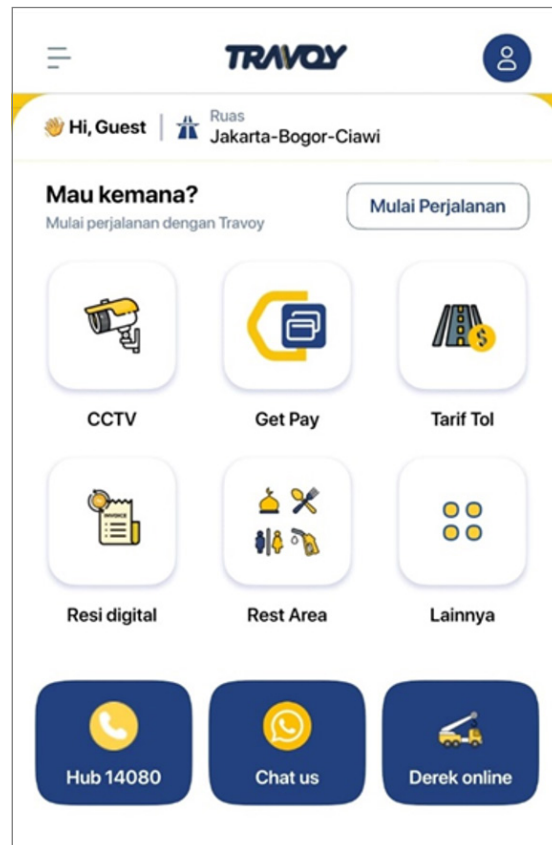 TRAVOY
Hi, Guest
Ruas
Jakarta-Bogor-Ciawi
Mau kemana?
Mulai perjalanan dengan Travoy
Mulai Perjalanan
CCTV
Get Pay
Tarif Tol
INVOICE
Resi digital
Rest Area
Lainnya
Hub 14080
Chat us
Derek online